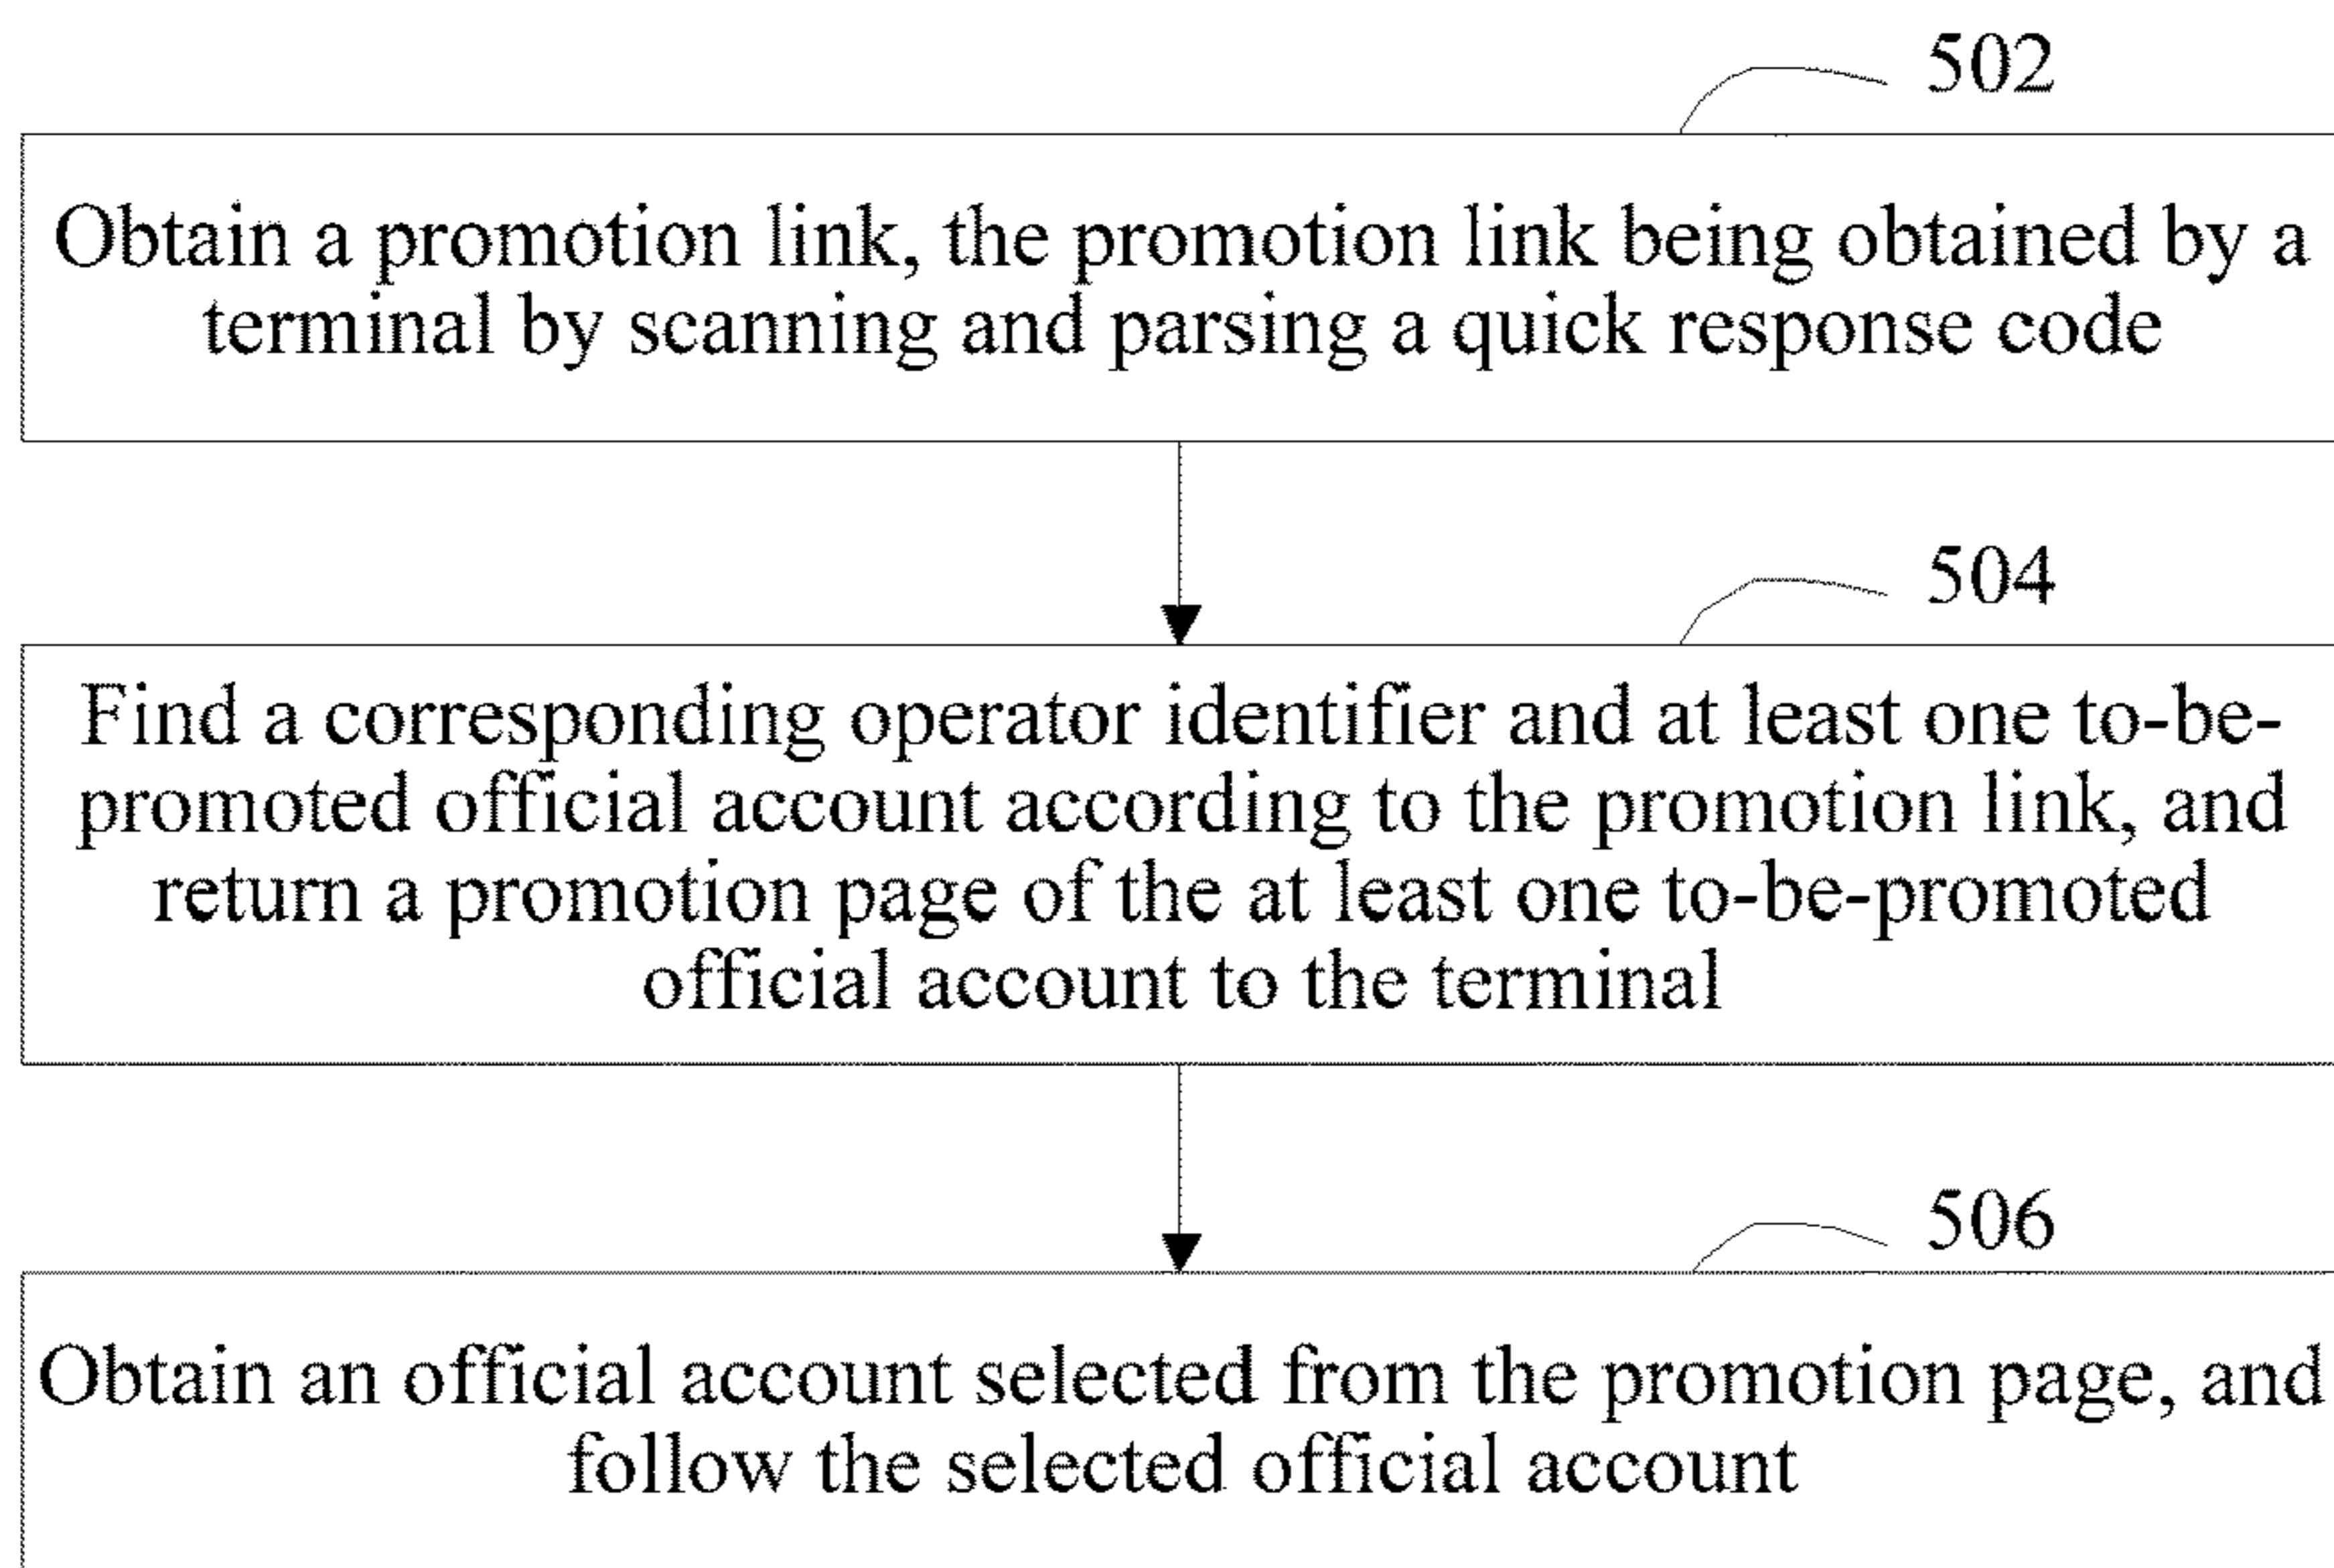 502
Obtain a promotion link, the promotion link being obtained by a
terminal by scanning and parsing a quick response code
504
Find a corresponding operator identifier and at least one to-be-
promoted official account according to the promotion link, and
return a promotion page of the at least one to-be-promoted
official account to the terminal
506
Obtain an official account selected from the promotion page, and
follow the selected official account